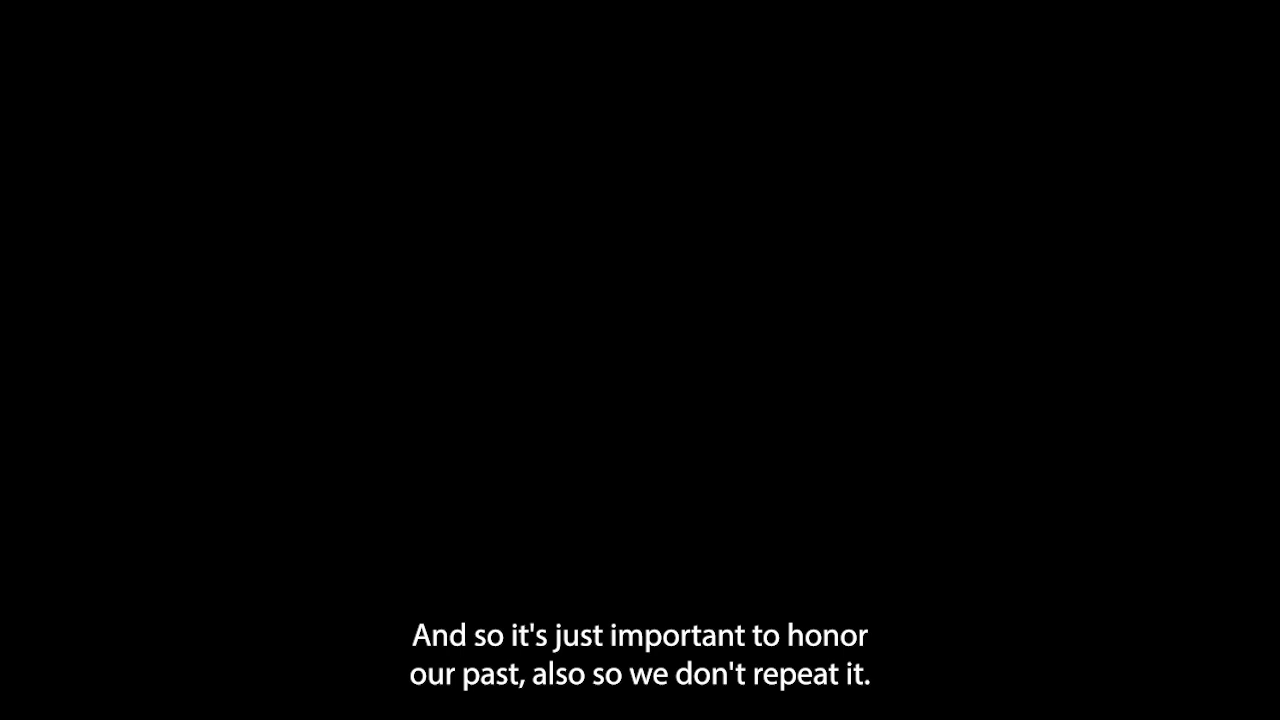 And so it's just important to honor
our past, also so we don't repeat it.